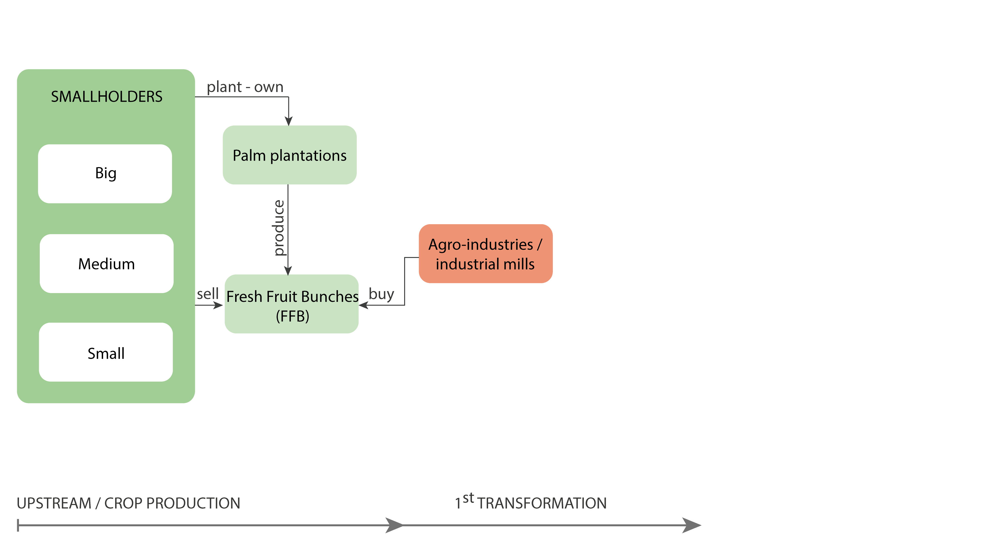 SMALLHOLDERS
Big
Medium
Small
plant - own
Palm plantations
produce
sell
Fresh Fruit Bunches
(FFB)
buy
Agro-industries /
industrial mills
UPSTREAM / CROP PRODUCTION
1st TRANSFORMATION